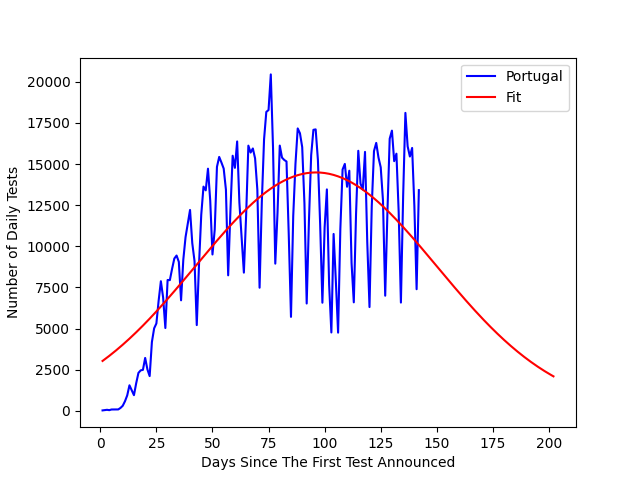 Portugal
Fit
20000
17500
15000
12500
10000
7500
5000
2500
0
Number of Daily Tests
0 25 50 75 100 125 150 175 200
Days Since The First Test Announced